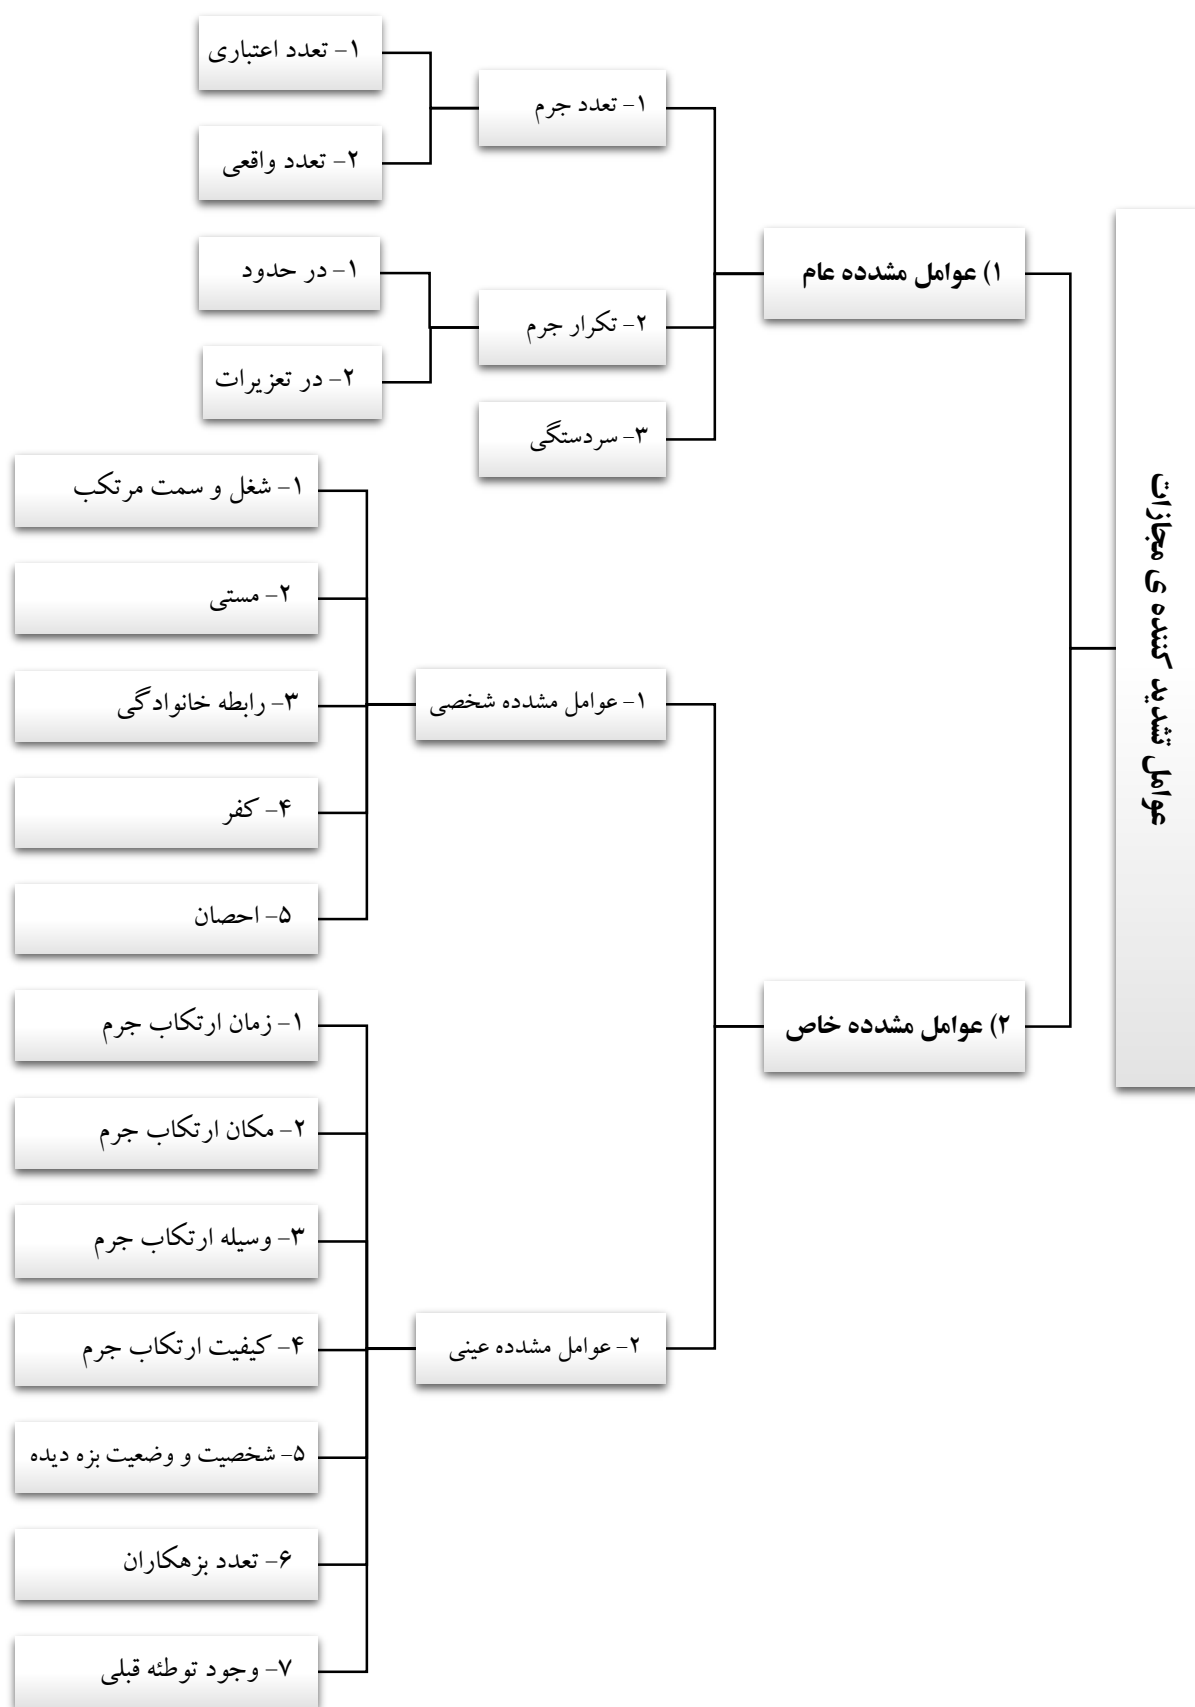 عوامل تشدید کننده ی مجازات
۱) عوامل مشدده عام
۱- تعدد جرم
۱- تعدد اعتباری
۲- تعدد واقعی
۲- تکرار جرم
۱- در حدود
۲- در تعزیرات
۳- سردستگی
۲) عوامل مشدده خاص
۱- عوامل مشدده شخصی
۱- شغل و سمت مرتکب
۲- مستی
۳- رابطه خانوادگی
۴- کفر
۵- احصان
۲- عوامل مشدده عینی
۱- زمان ارتکاب جرم
۲- مکان ارتکاب جرم
۳- وسیله ارتکاب جرم
۴- کیفیت ارتکاب جرم
۵- شخصیت و وضعیت بزه دیده
۶- تعدد بزهکاران
۷- وجود توطئه قبلی